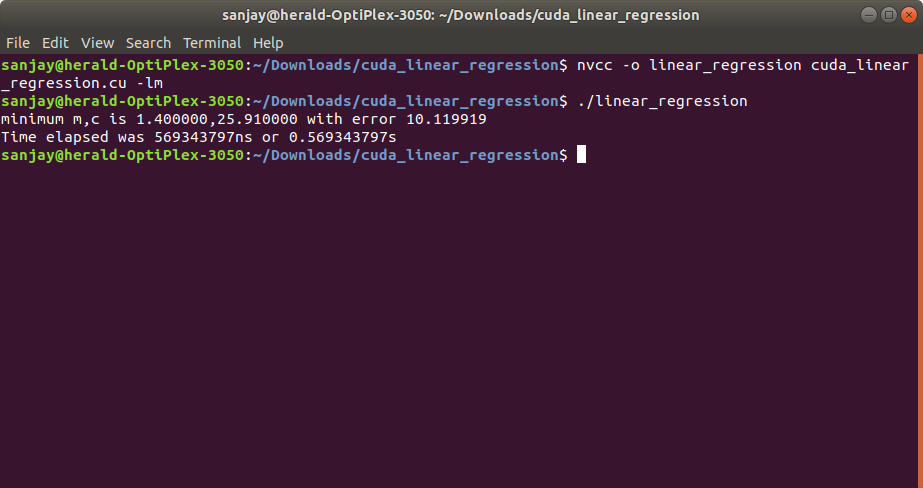 sanjay@herald-OptiPlex-3050: ~/Downloads/cuda_linear_regression
File Edit View Search Terminal Help
sanjay@herald-OptiPlex-3050:~/Downloads/cuda_linear_regression$ nvcc -o linear_regression cuda_linear
_regression.cu -lm
sanjay@herald-OptiPlex-3050:~/Downloads/cuda_linear_regression$ ./linear_regression
minimum m,c is 1.400000,25.910000 with error 10.119919
Time elapsed was 569343797ns or 0.569343797s
sanjay@herald-OptiPlex-3050:~/Downloads/cuda_linear_regression$